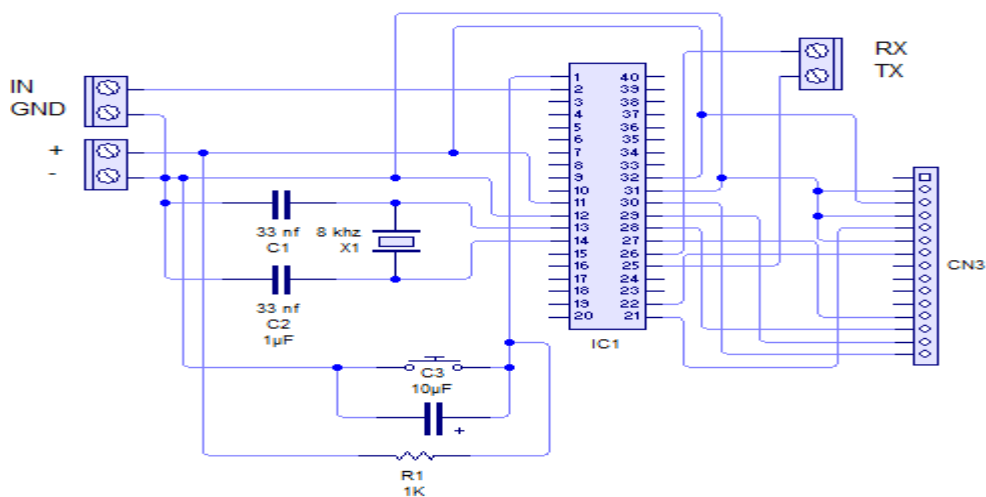 IN
GND
+
-
33 nf
C1
8 khz
X1
33 nf
C2
1µF
C3
10µF
+
R1
1K
1 40
2 39
3 38
4 37
5 36
6 35
7 34
8 33
9 32
10 31
11 30
12 29
13 28
14 27
15 26
16 25
17 24
18 23
19 22
20 21
IC1
RX
TX
CN3